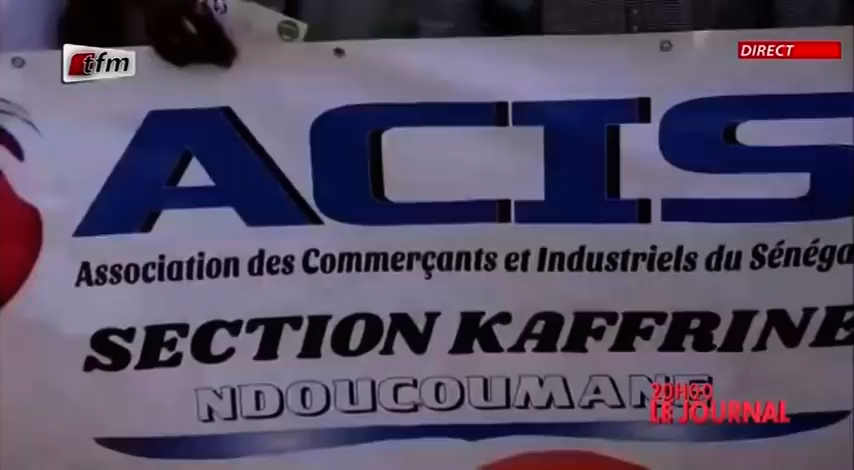 tfm
DIRECT
ACIS
Association des Commerçants et Industriels du Sénéga
SECTION KAFFRINE
NDOUCOUMANE
20H00
LE JOURNAL